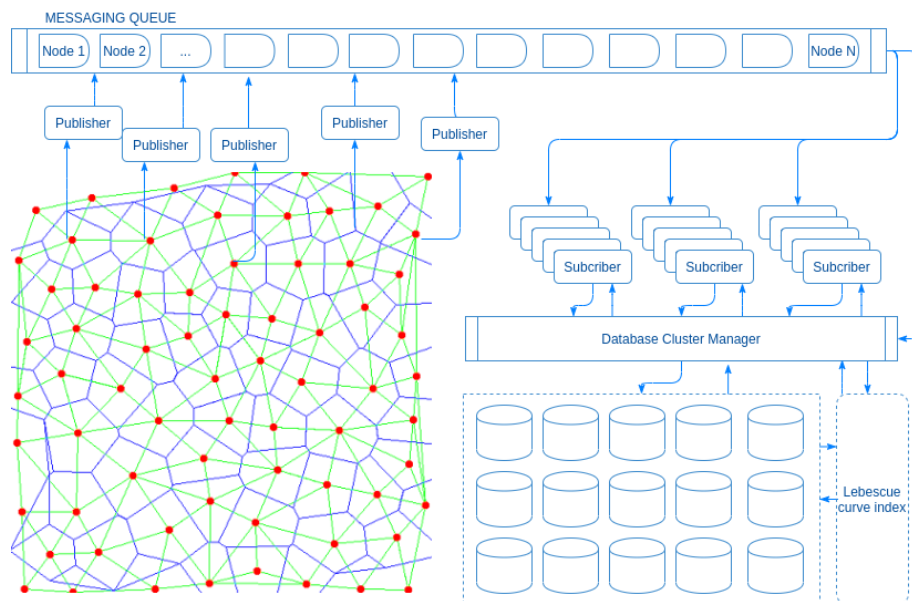 MESSAGING QUEUE
Node 1
Node 2
...
Node N
Publisher
Publisher
Publisher
Publisher
Publisher
Subcriber
Subcriber
Subcriber
Database Cluster Manager
Lebescue
curve index